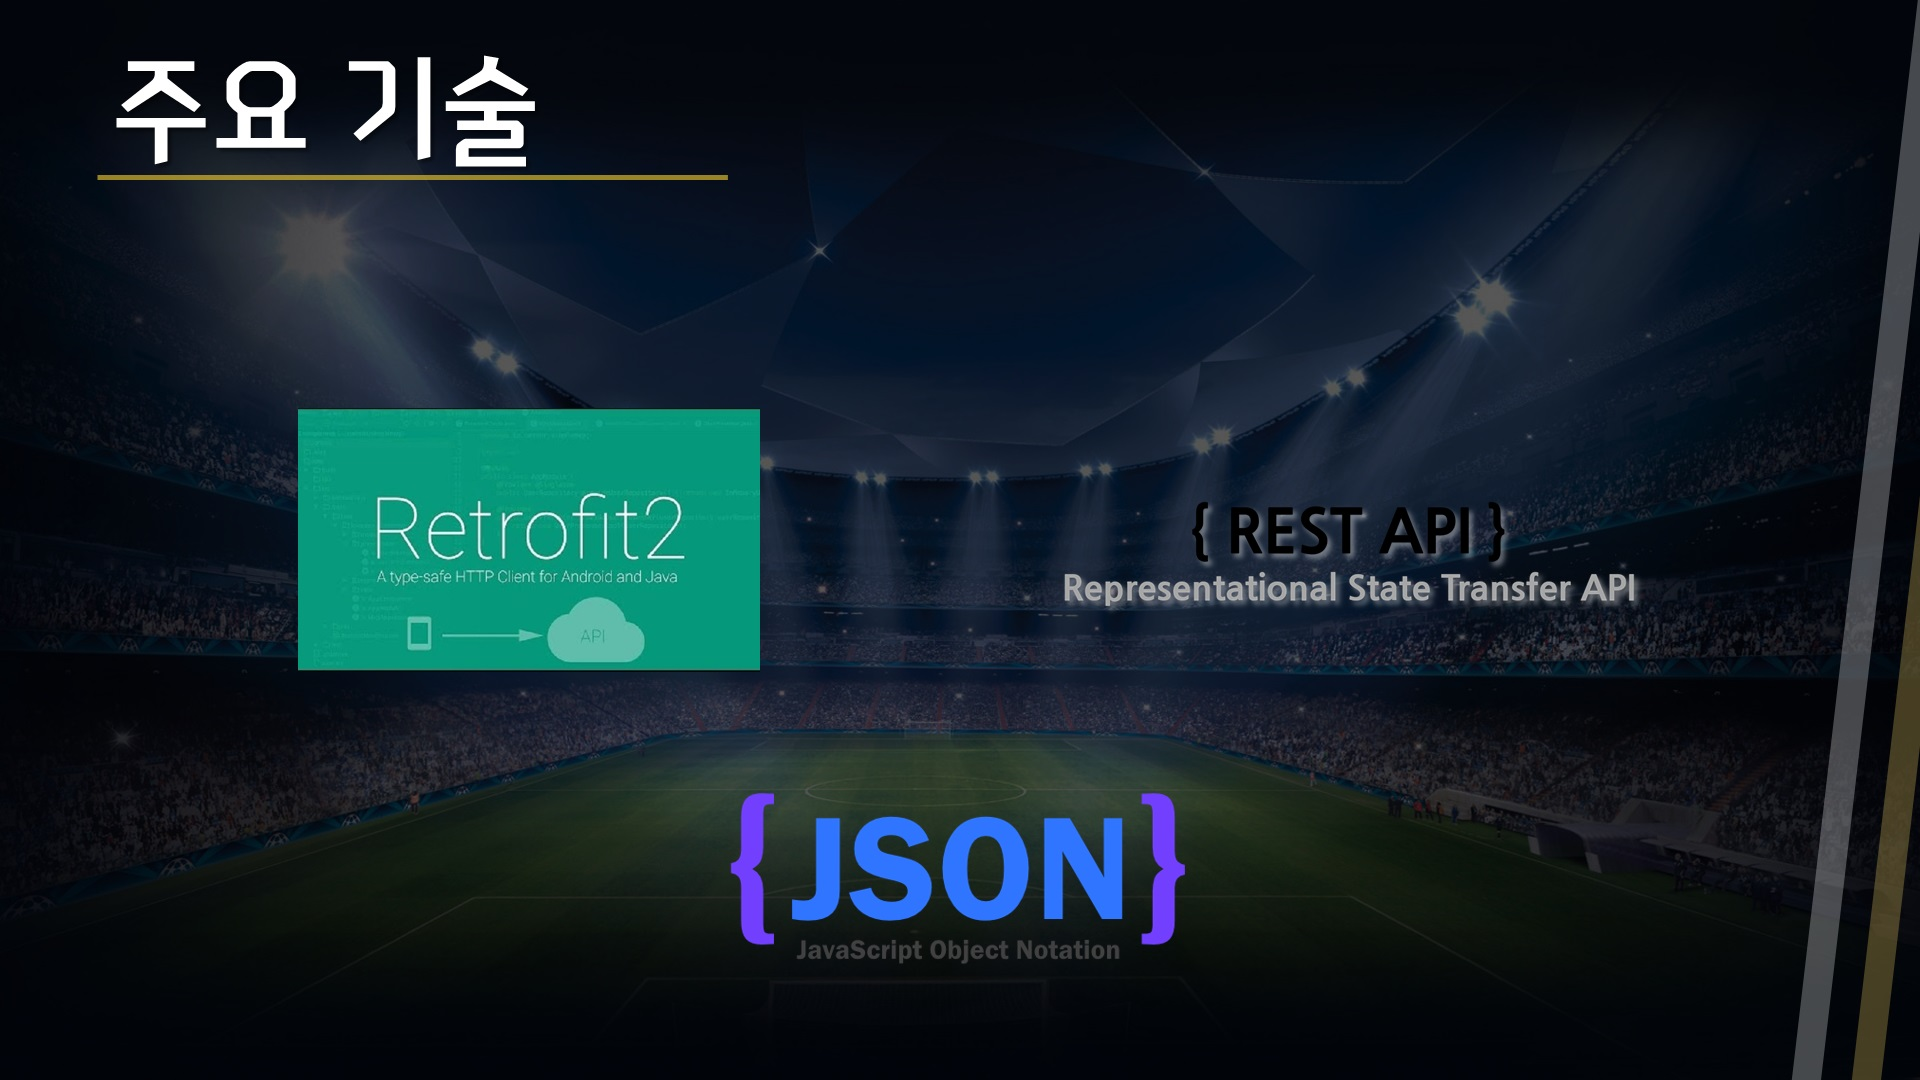 주요 기술
Retrofit2
A type-safe HTTP Client for Android and Java
API
{ REST API }
Representational State Transfer API
{JSON}
JavaScript Object Notation